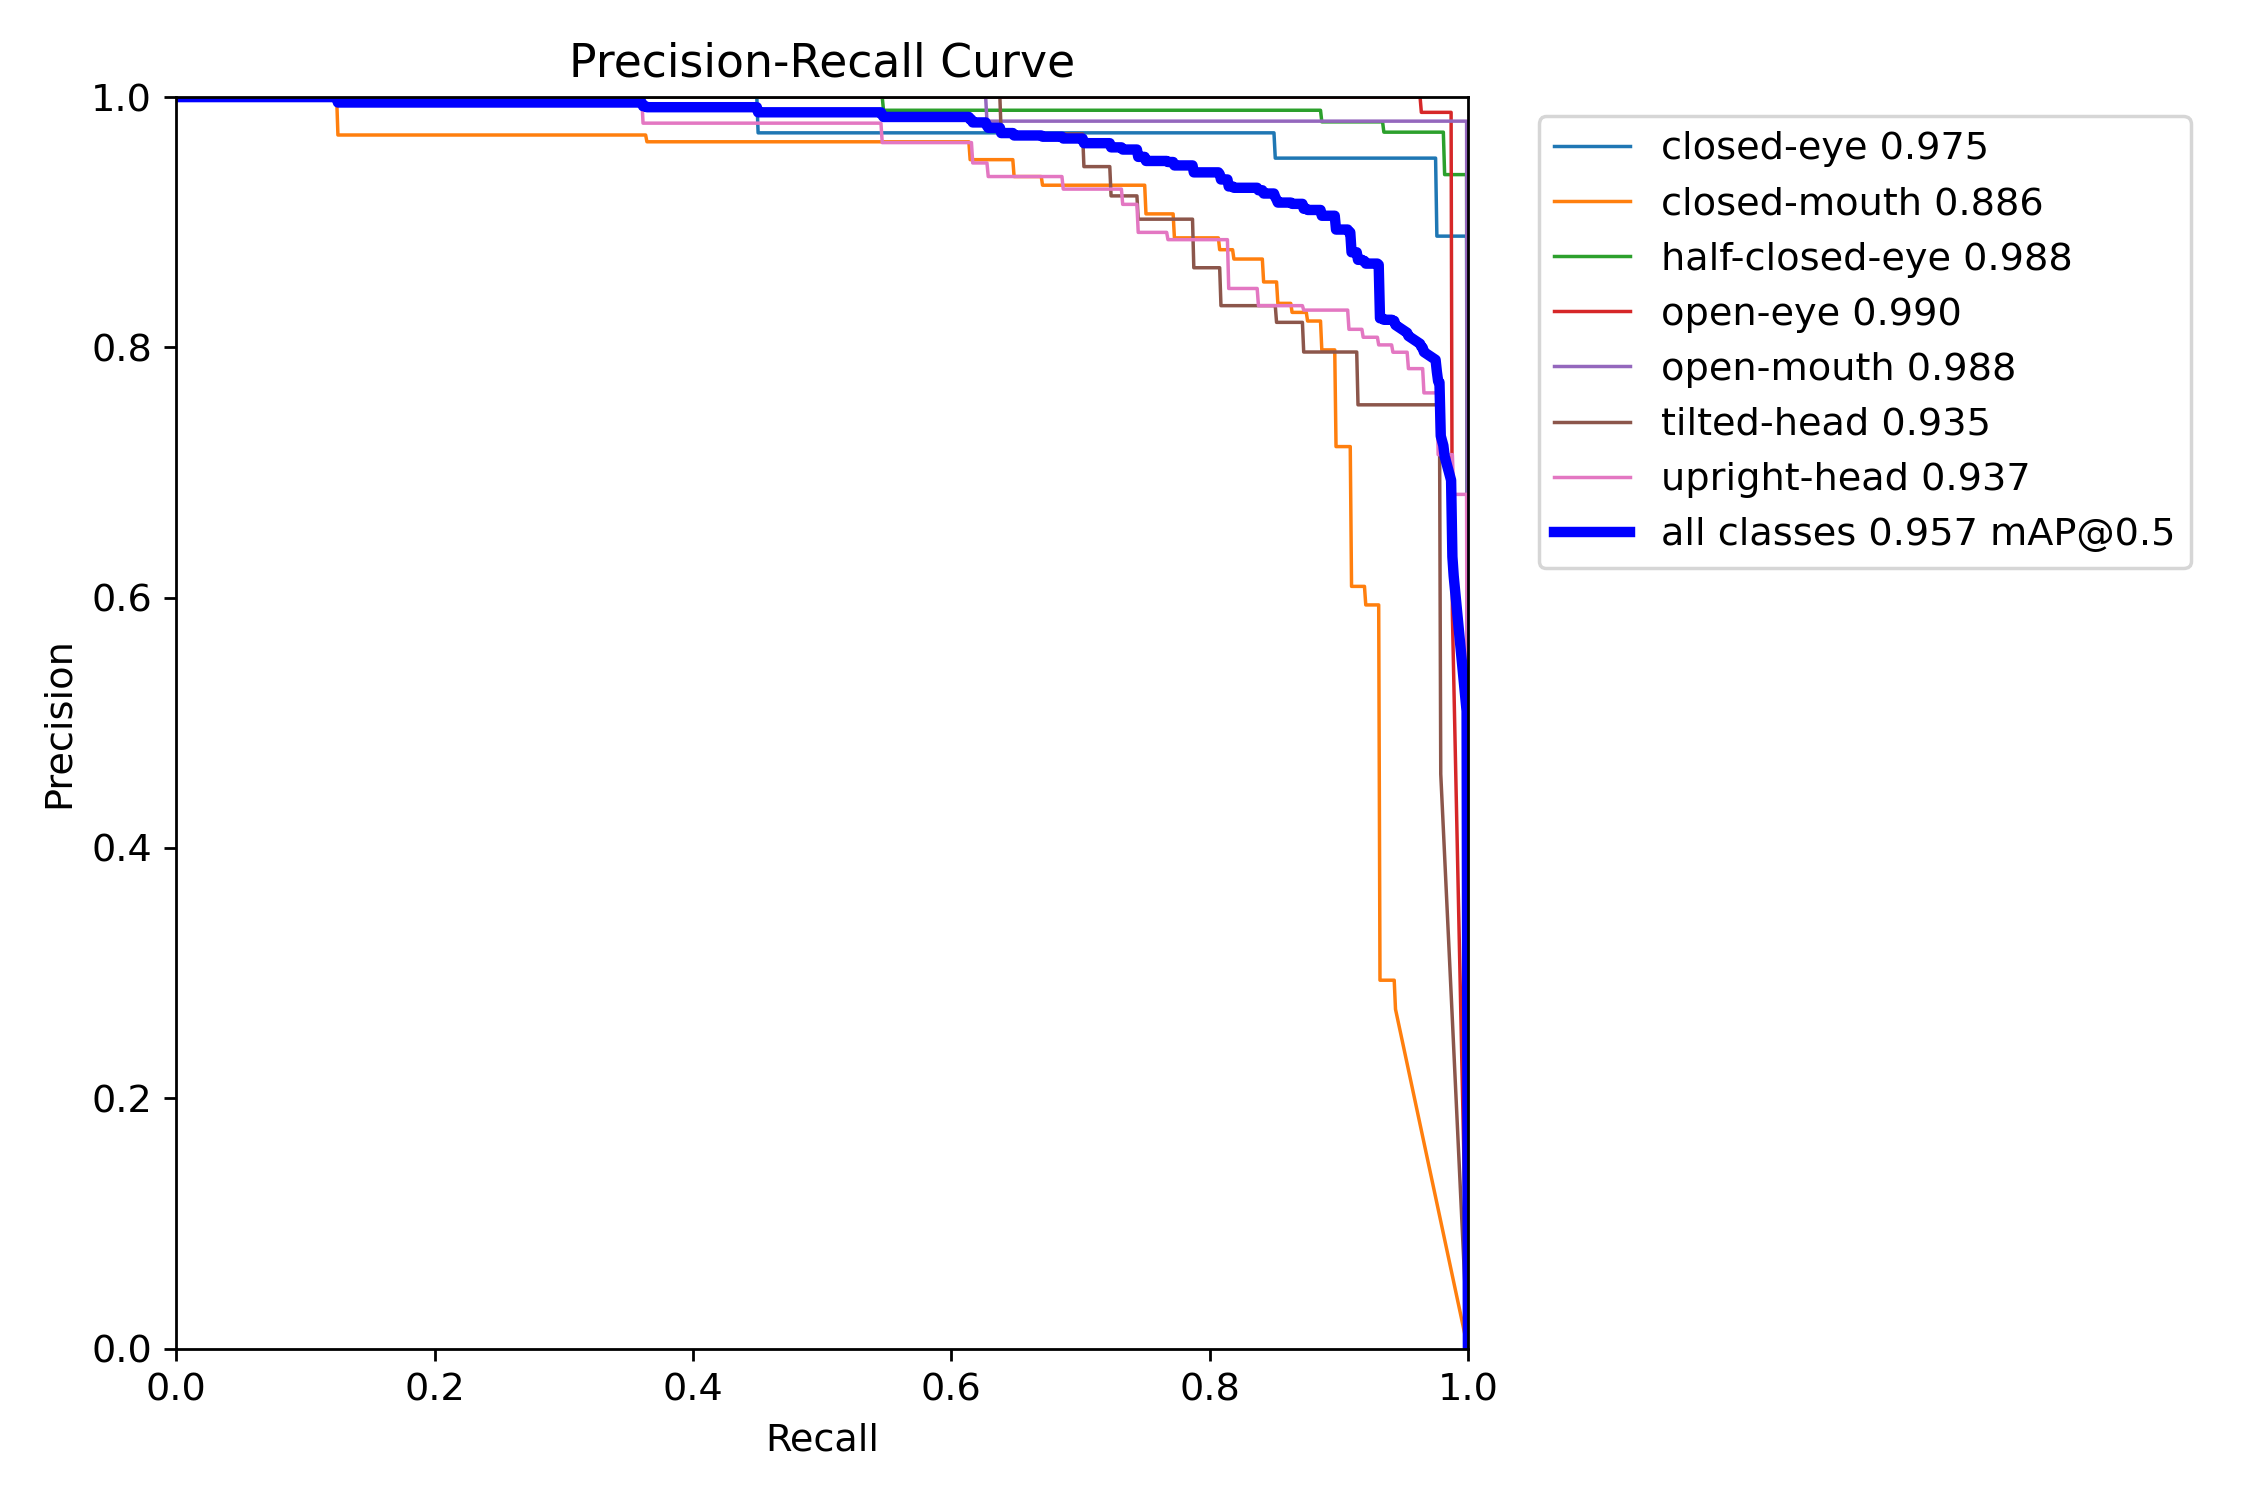 Precision-Recall Curve
1.0
0.8
0.6
0.4
0.2
0.0
Precision
0.0 0.2 0.4 0.6 0.8 1.0
Recall
closed-eye 0.975
closed-mouth 0.886
half-closed-eye 0.988
open-eye 0.990
open-mouth 0.988
tilted-head 0.935
upright-head 0.937
all classes 0.957 mAP@0.5